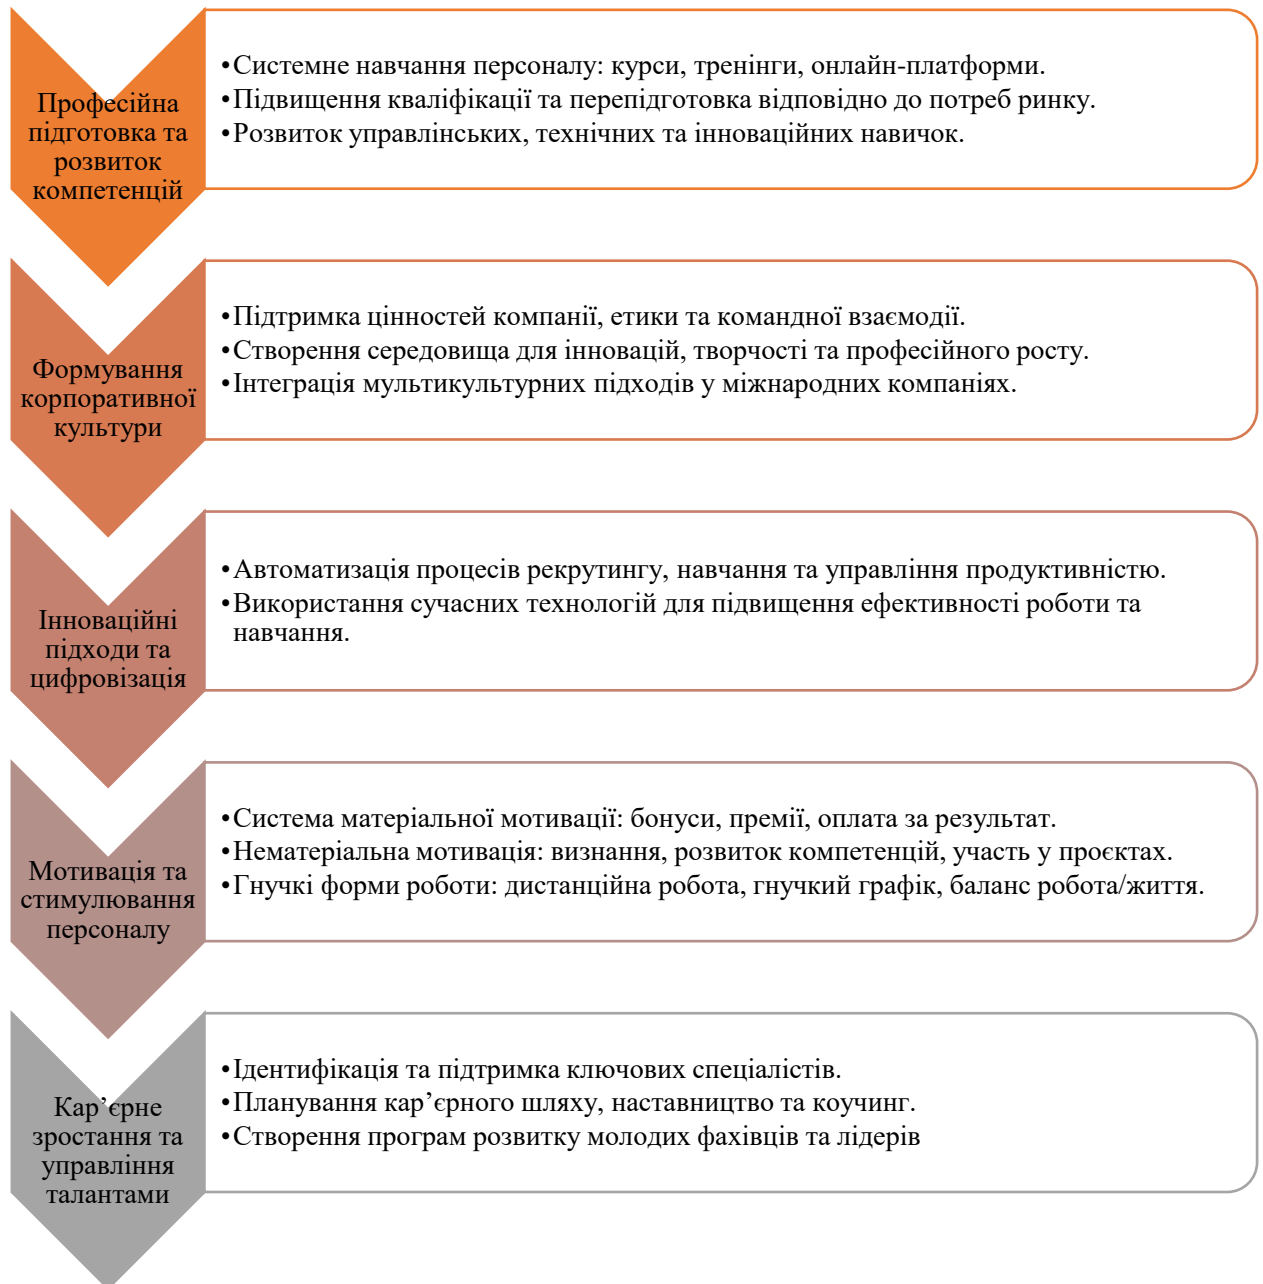 Професійна
підготовка та
розвиток
компетенцій
•Системне навчання персоналу: курси, тренінги, онлайн-платформи.
•Підвищення кваліфікації та перепідготовка відповідно до потреб ринку.
•Розвиток управлінських, технічних та інноваційних навичок.
Формування
корпоративної
культури
•Підтримка цінностей компанії, етики та командної взаємодії.
•Створення середовища для інновацій, творчості та професійного росту.
•Інтеграція мультикультурних підходів у міжнародних компаніях.
Інноваційні
підходи та
цифровізація
•Автоматизація процесів рекрутингу, навчання та управління продуктивністю.
•Використання сучасних технологій для підвищення ефективності роботи та
навчання.
Мотивація та
стимулювання
персоналу
•Система матеріальної мотивації: бонуси, премії, оплата за результат.
•Нематеріальна мотивація: визнання, розвиток компетенцій, участь у проєктах.
•Гнучкі форми роботи: дистанційна робота, гнучкий графік, баланс робота/життя.
Кар’єрне
зростання та
управління
талантами
•Ідентифікація та підтримка ключових спеціалістів.
•Планування кар’єрного шляху, наставництво та коучинг.
•Створення програм розвитку молодих фахівців та лідерів